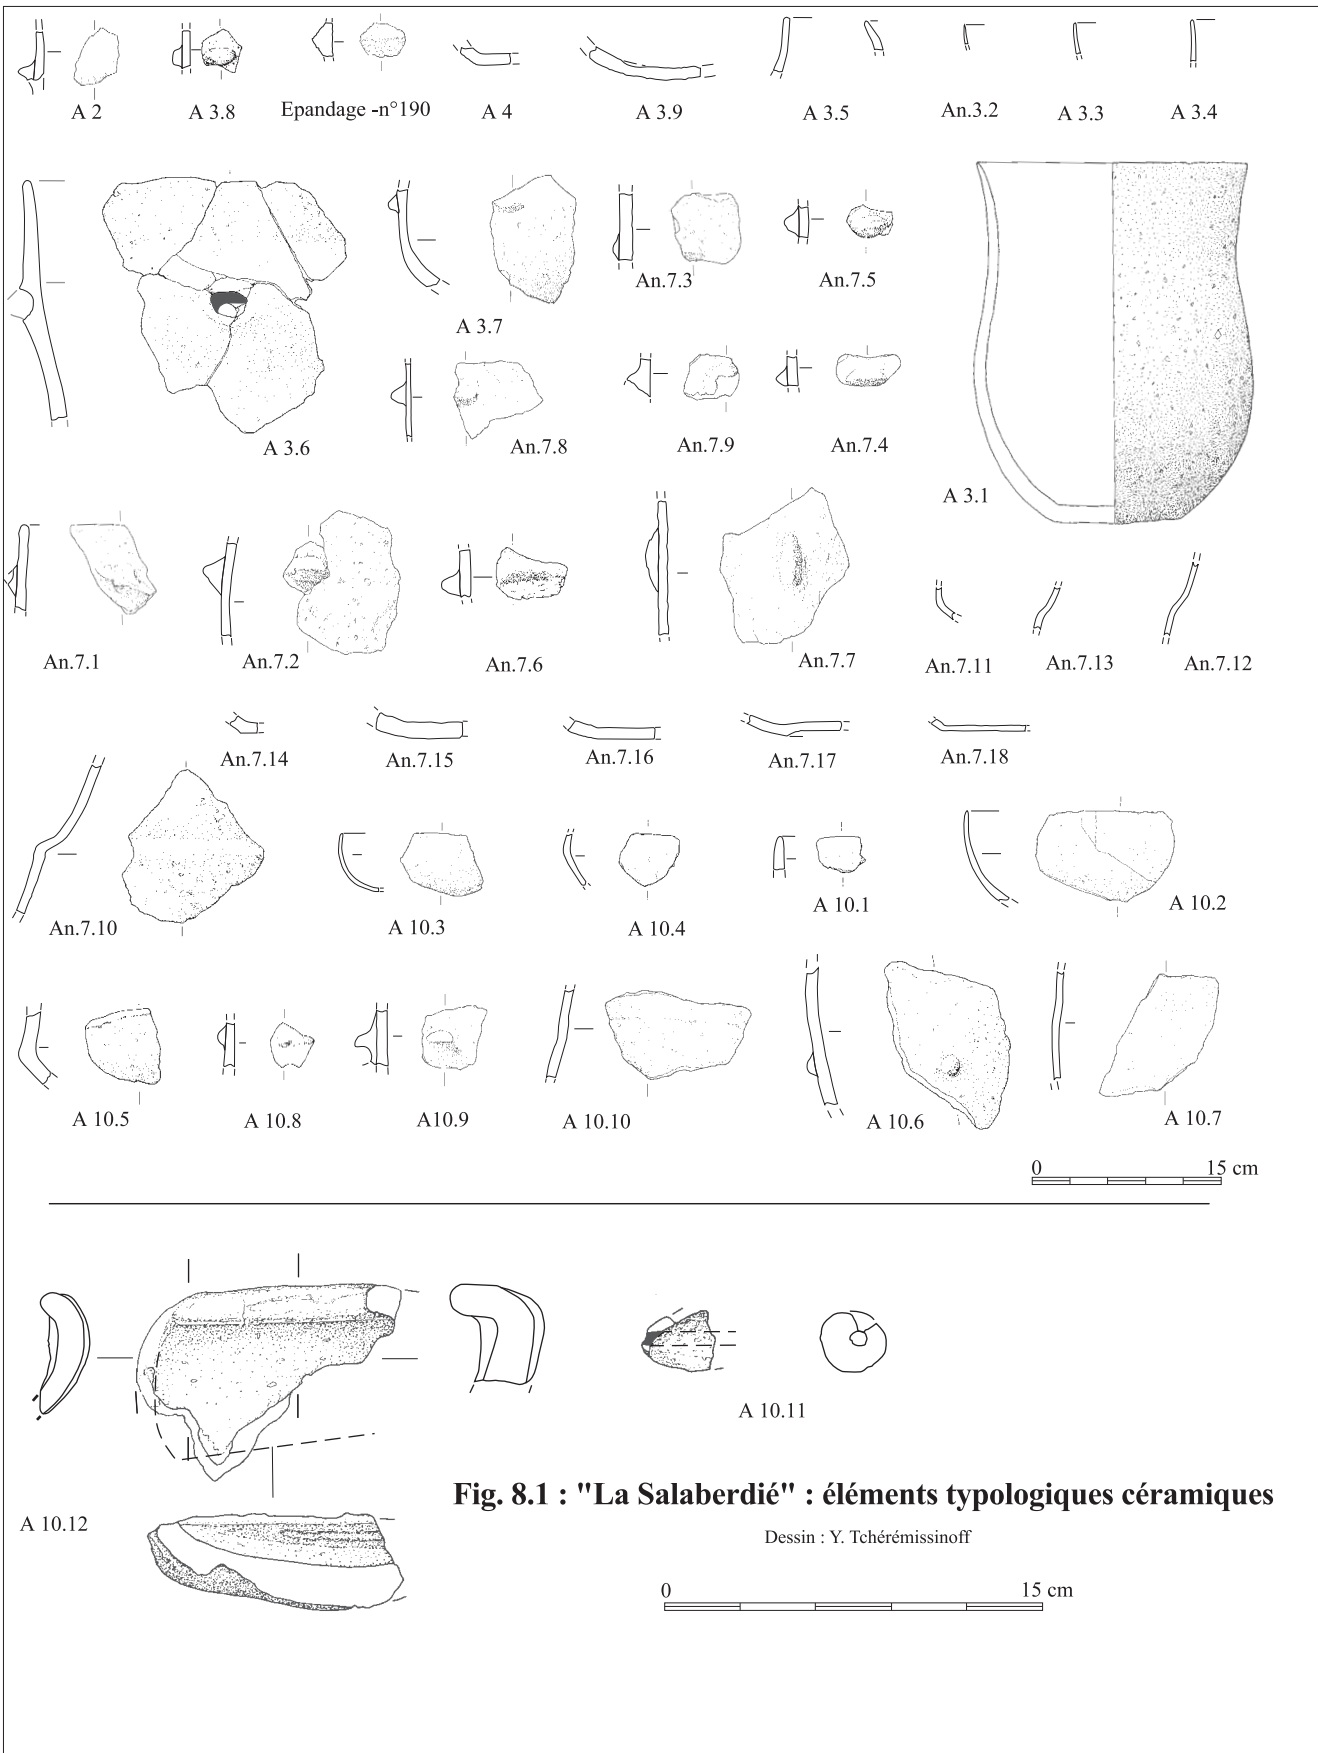 A 2
A 3.8
Epandage -n°190
A 4
A 3.9
A 3.5
An.3.2
A 3.3
A 3.4
A 3.6
A 3.7
An.7.3
An.7.5
An.7.8
An.7.9
An.7.4
A 3.1
An.7.1
An.7.2
An.7.6
An.7.7
An.7.11
An.7.13
An.7.12
An.7.14
An.7.15
An.7.16
An.7.17
An.7.18
An.7.10
A 10.3
A 10.4
A 10.1
A 10.2
A 10.5
A 10.8
A10.9
A 10.10
A 10.6
A 10.7
0 15 cm
A 10.11
A 10.12
Fig. 8.1 : "La Salaberdié" : éléments typologiques céramiques
Dessin : Y. Tchérémissinoff
0 15 cm